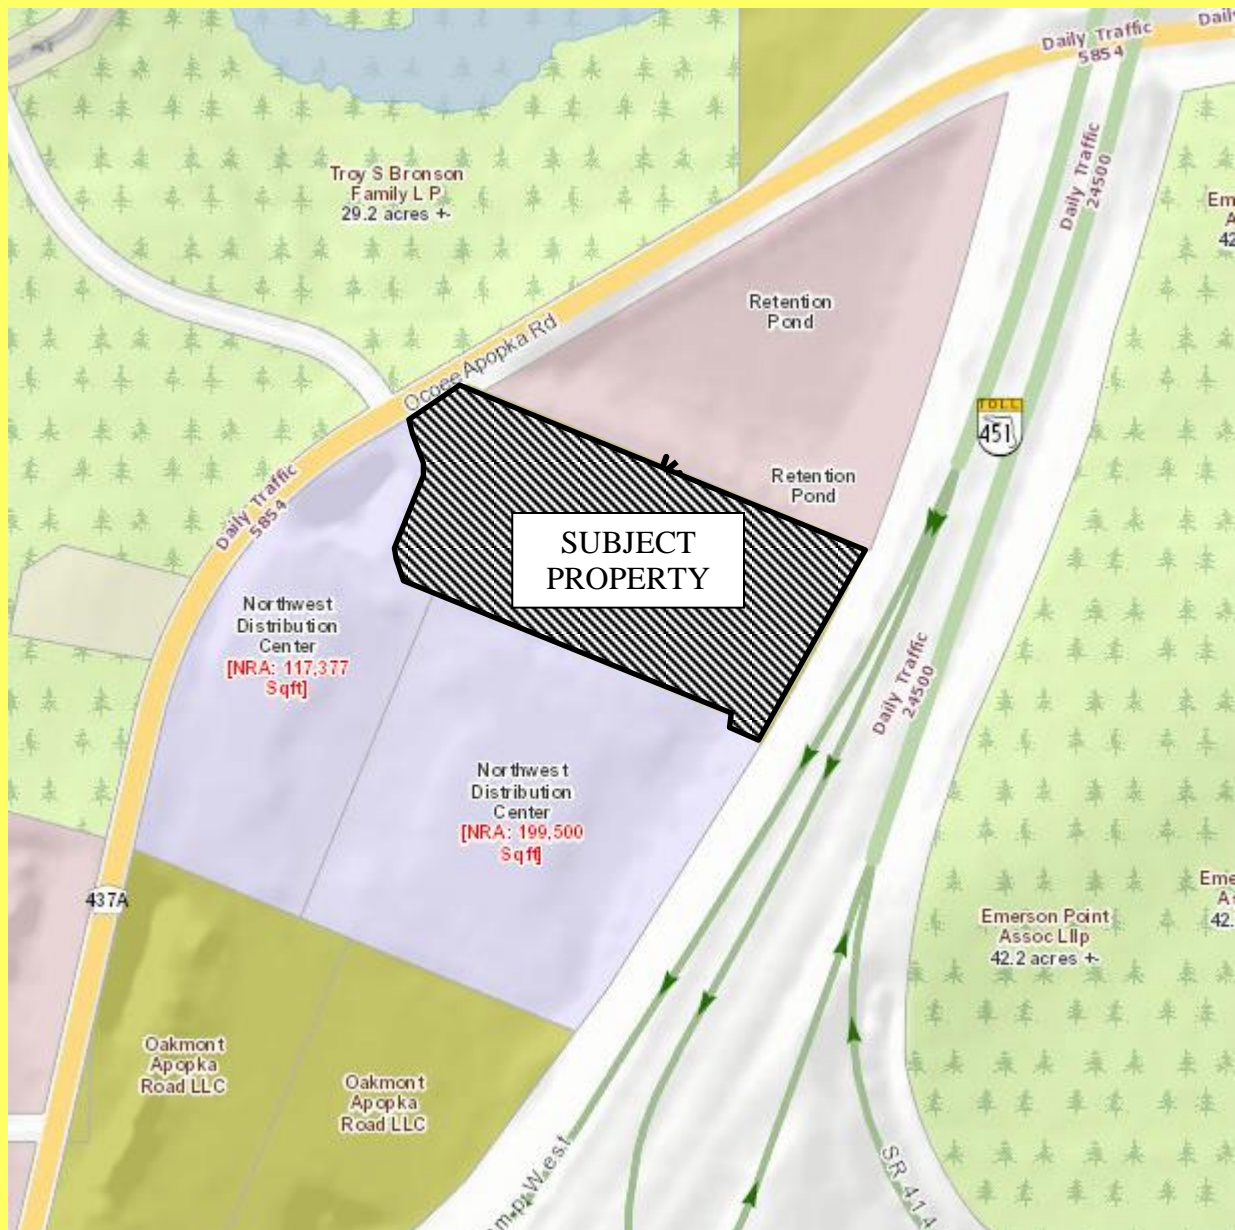 Daily Traffic
5854
Troy S Bronson
Family L P
29.2 acres +-
Daily Traffic
24500
Retention
Pond
Ocoee Apopka Rd
TOLL
451
Retention
Pond
Daily Traffic
5854
SUBJECT
PROPERTY
Northwest
Distribution
Center
[NRA: 117,377
Sqft]
Daily Traffic
24500
Northwest
Distribution
Center
[NRA: 199,500
Sqft]
437A
Emerson Point
Assoc Lllp
42.2 acres +-
Oakmont
Apopka
Road LLC
Oakmont
Apopka
Road LLC
West
SR 414